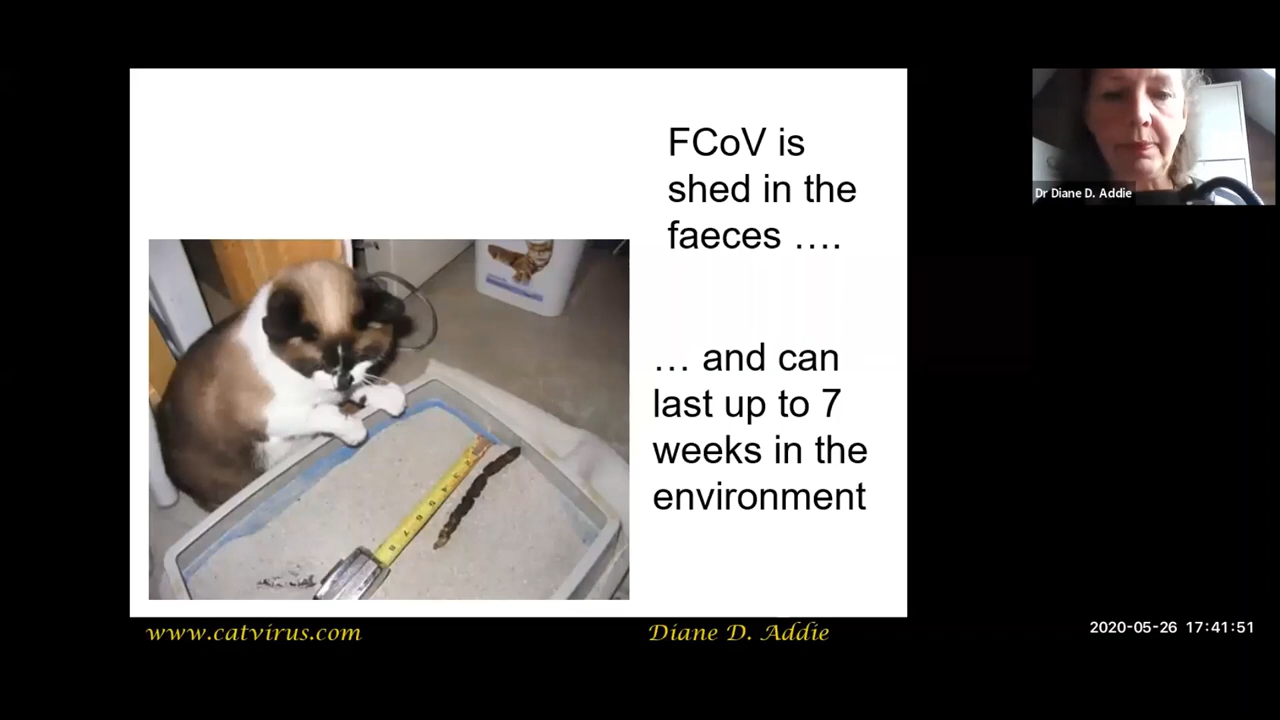 FCoV is
shed in the
faeces ….
… and can
last up to 7
weeks in the
environment
Dr Diane D. Addie
www.catvirus.com
Diane D. Addie
2020-05-26 17:41:51